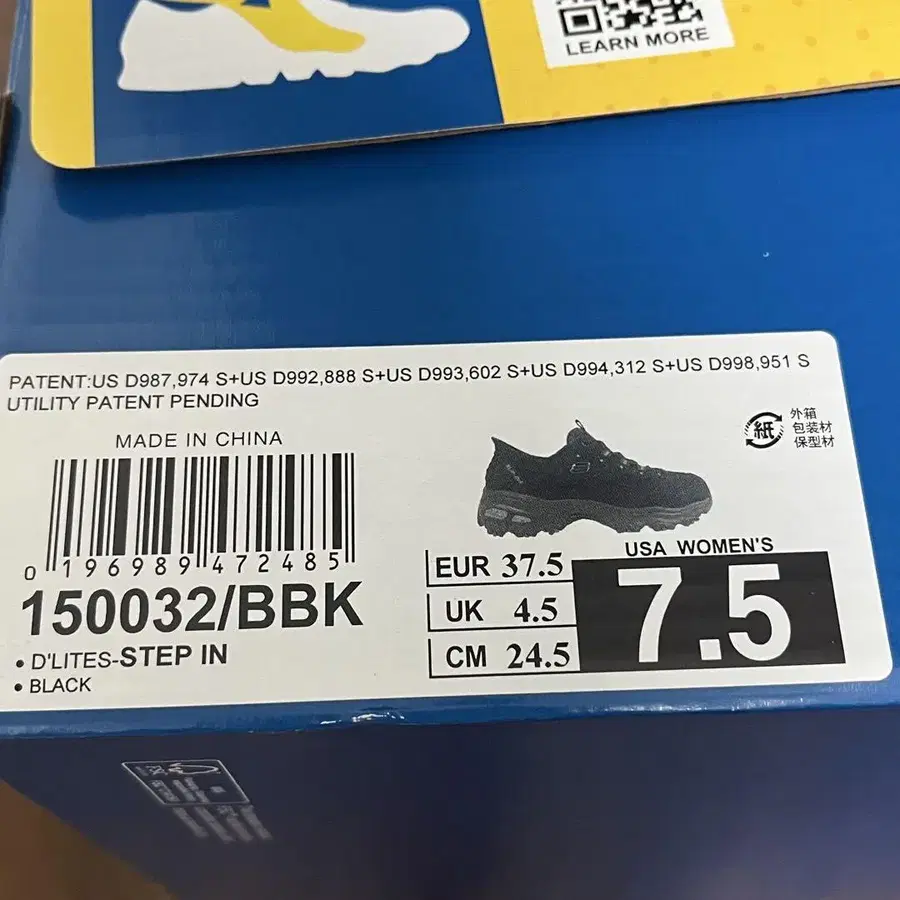 LEARN MORE
PATENT:US D987,974 S+US D992,888 S+US D993,602 S+US D994,312 S+US D998,951 S
UTILITY PATENT PENDING
MADE IN CHINA
0 196989 472485
150032/BBK
• D'LITES-STEP IN
• BLACK
紙
外箱
包装材
保型材
USA WOMEN'S
EUR 37.5
UK 4.5
CM 24.5
7.5